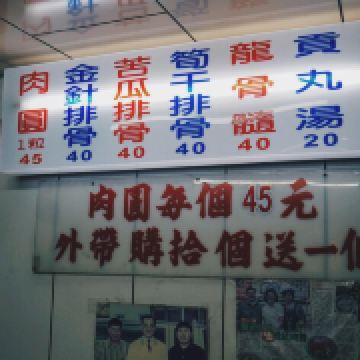 肉圓
1粒
45
金針排骨
40
苦瓜排骨
40
筍干排骨
40
龍骨髓
40
貢丸湯
20
肉圓每個45元
外帶購拾個送一個